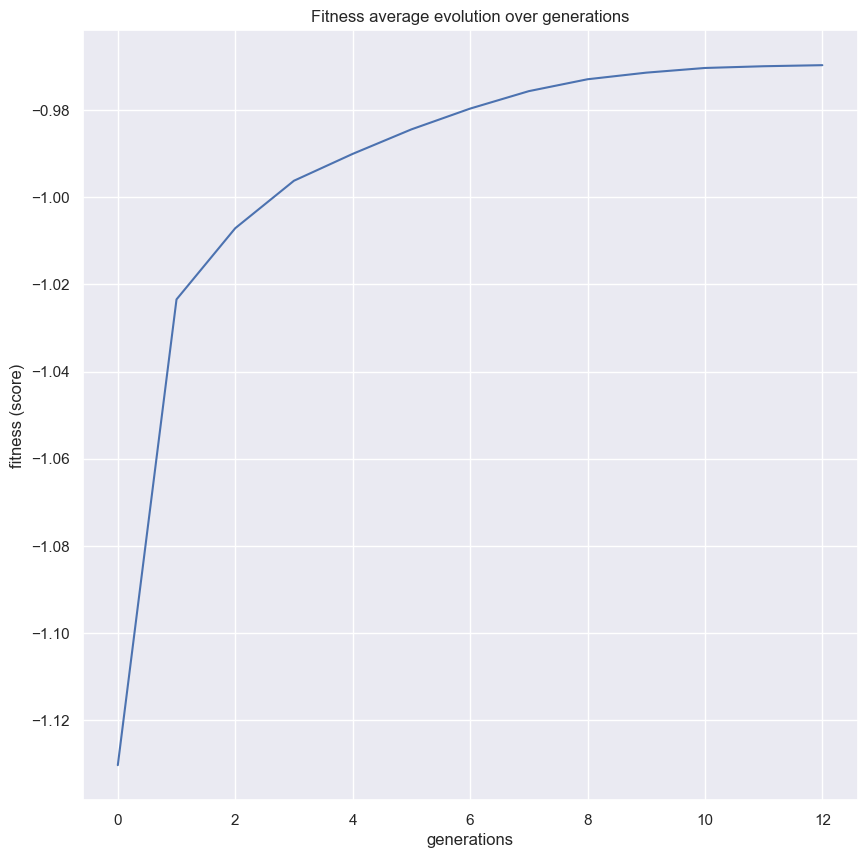 Fitness average evolution over generations
−0.98
−1.00
−1.02
−1.04
−1.06
−1.08
−1.10
−1.12
fitness (score)
0 2 4 6 8 10 12
generations